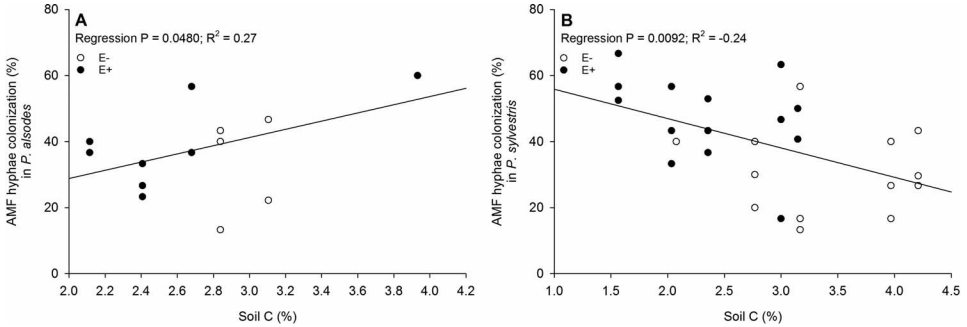 A
Regression P = 0.0480; R² = 0.27
E-
E+
AMF hyphae colonization (%)
in P. alsodes
80
60
40
20
0
2.0 2.2 2.4 2.6 2.8 3.0 3.2 3.4 3.6 3.8 4.0 4.2
Soil C (%)
B
Regression P = 0.0092; R² = -0.24
E-
E+
AMF hyphae colonization (%)
in P. sylvestris
80
60
40
20
0
1.0 1.5 2.0 2.5 3.0 3.5 4.0 4.5
Soil C (%)